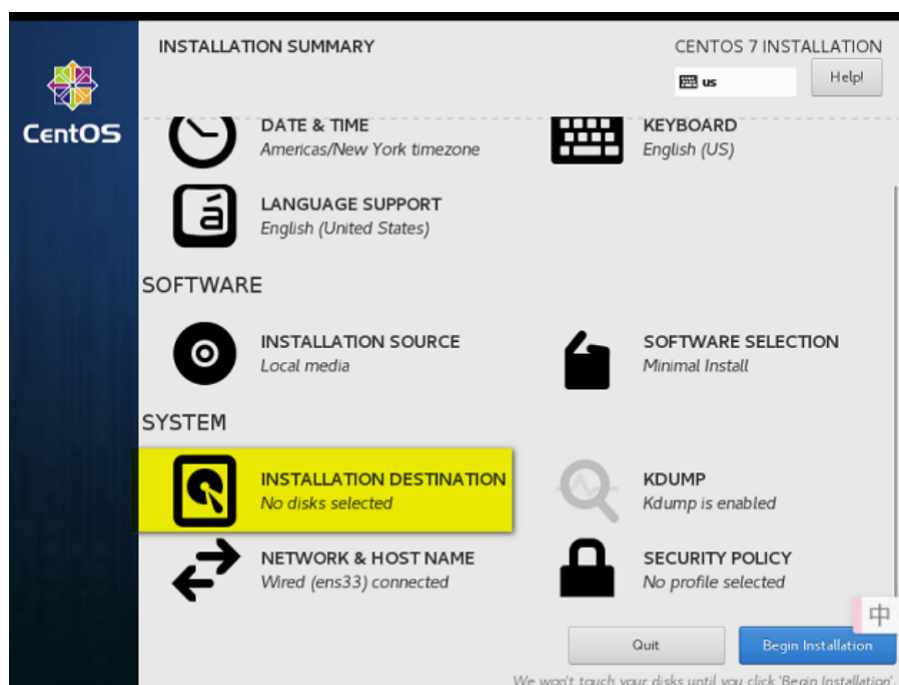 INSTALLATION SUMMARY
CENTOS 7 INSTALLATION
us
Help!
CentOS
DATE & TIME
Americas/New York timezone
KEYBOARD
English (US)
á
LANGUAGE SUPPORT
English (United States)
SOFTWARE
INSTALLATION SOURCE
Local media
SOFTWARE SELECTION
Minimal Install
SYSTEM
INSTALLATION DESTINATION
No disks selected
KDUMP
Kdump is enabled
NETWORK & HOST NAME
Wired (ens33) connected
SECURITY POLICY
No profile selected
中
Quit
Begin Installation
We won't touch your disks until you click 'Begin Installation'.